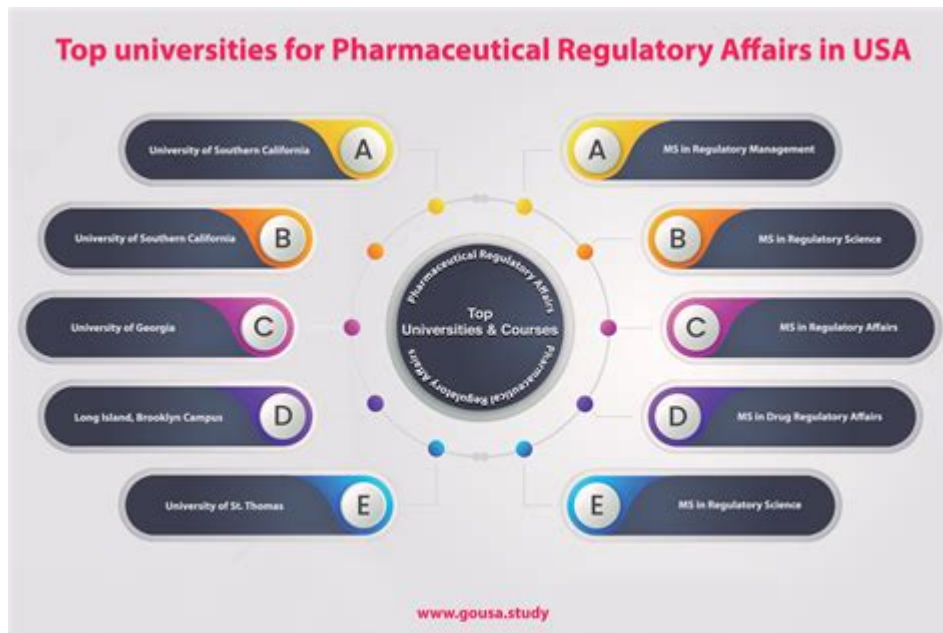 Top universities for Pharmaceutical Regulatory Affairs in USA
University of Southern California A
A MS in Regulatory Management
University of Southern California B
B MS in Regulatory Science
University of Georgia C
C MS in Regulatory Affairs
Long Island, Brooklyn Campus D
D MS in Drug Regulatory Affairs
University of St. Thomas E
E MS in Regulatory Science
Pharmaceutical Regulatory Affairs
Top
Universities & Courses
Pharmaceutical Regulatory Affairs
www.gousa.study